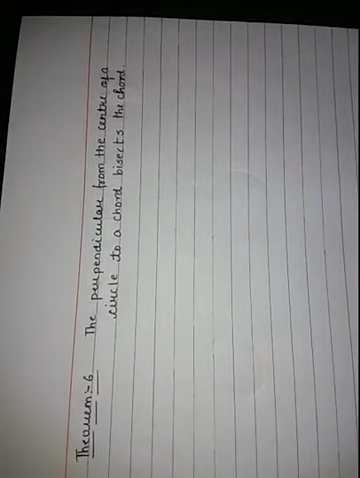 Theorem:- 6 The perpendicular from the centre of a
circle to a chord bisects the chord.